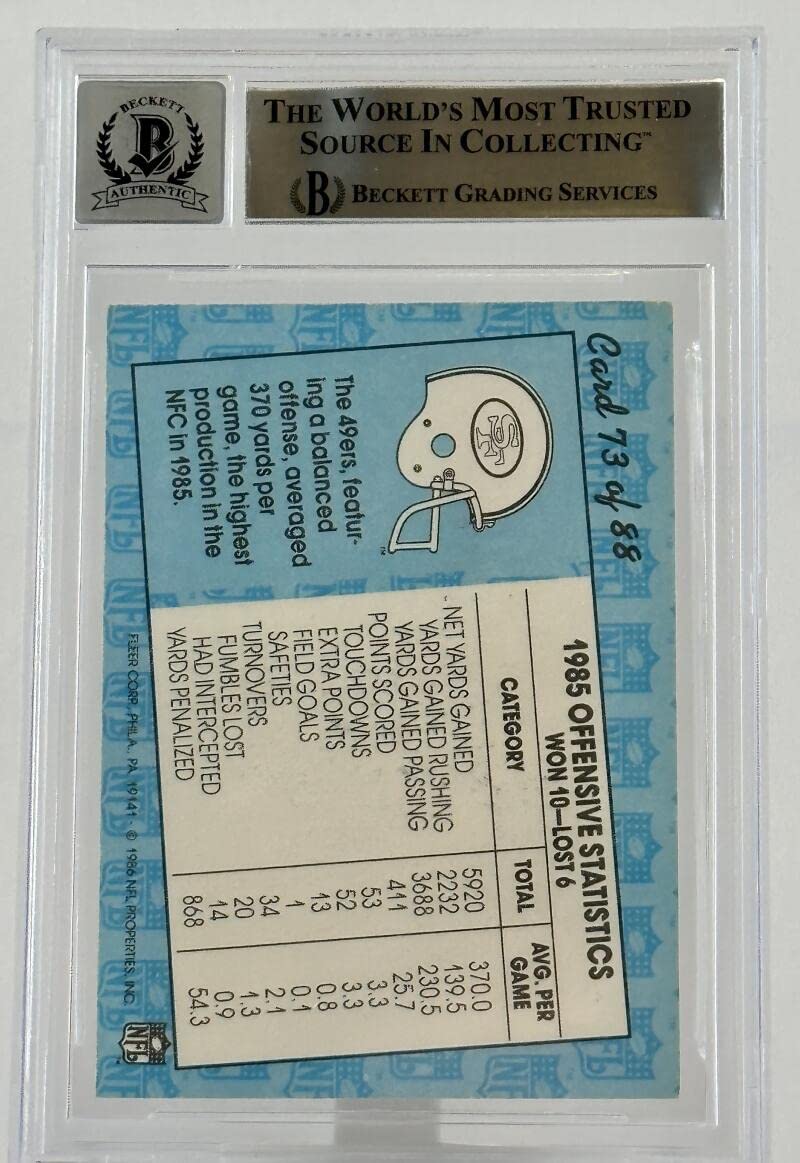 BECKETT
B
AUTHENTIC
THE WORLD'S MOST TRUSTED
SOURCE IN COLLECTING™
B BECKETT GRADING SERVICES
Card 73 of 88
SF
™
The 49ers, featur-
ing a balanced
offense, averaged
370 yards per
game, the highest
production in the
NFC in 1985.
1985 OFFENSIVE STATISTICS
WON 10—LOST 6
CATEGORY TOTAL AVG. PER GAME
NET YARDS GAINED 5920 370.0
YARDS GAINED RUSHING 2232 139.5
YARDS GAINED PASSING 3688 230.5
POINTS SCORED 411 25.7
TOUCHDOWNS 53 3.3
EXTRA POINTS 52 3.3
FIELD GOALS 13 0.8
SAFETIES 1 0.1
TURNOVERS 34 2.1
FUMBLES LOST 20 1.3
HAD INTERCEPTED 14 0.9
YARDS PENALIZED 868 54.3
FLEER CORP., PHILA., PA. 19141 - © 1986 NFL PROPERTIES, INC.
NFL